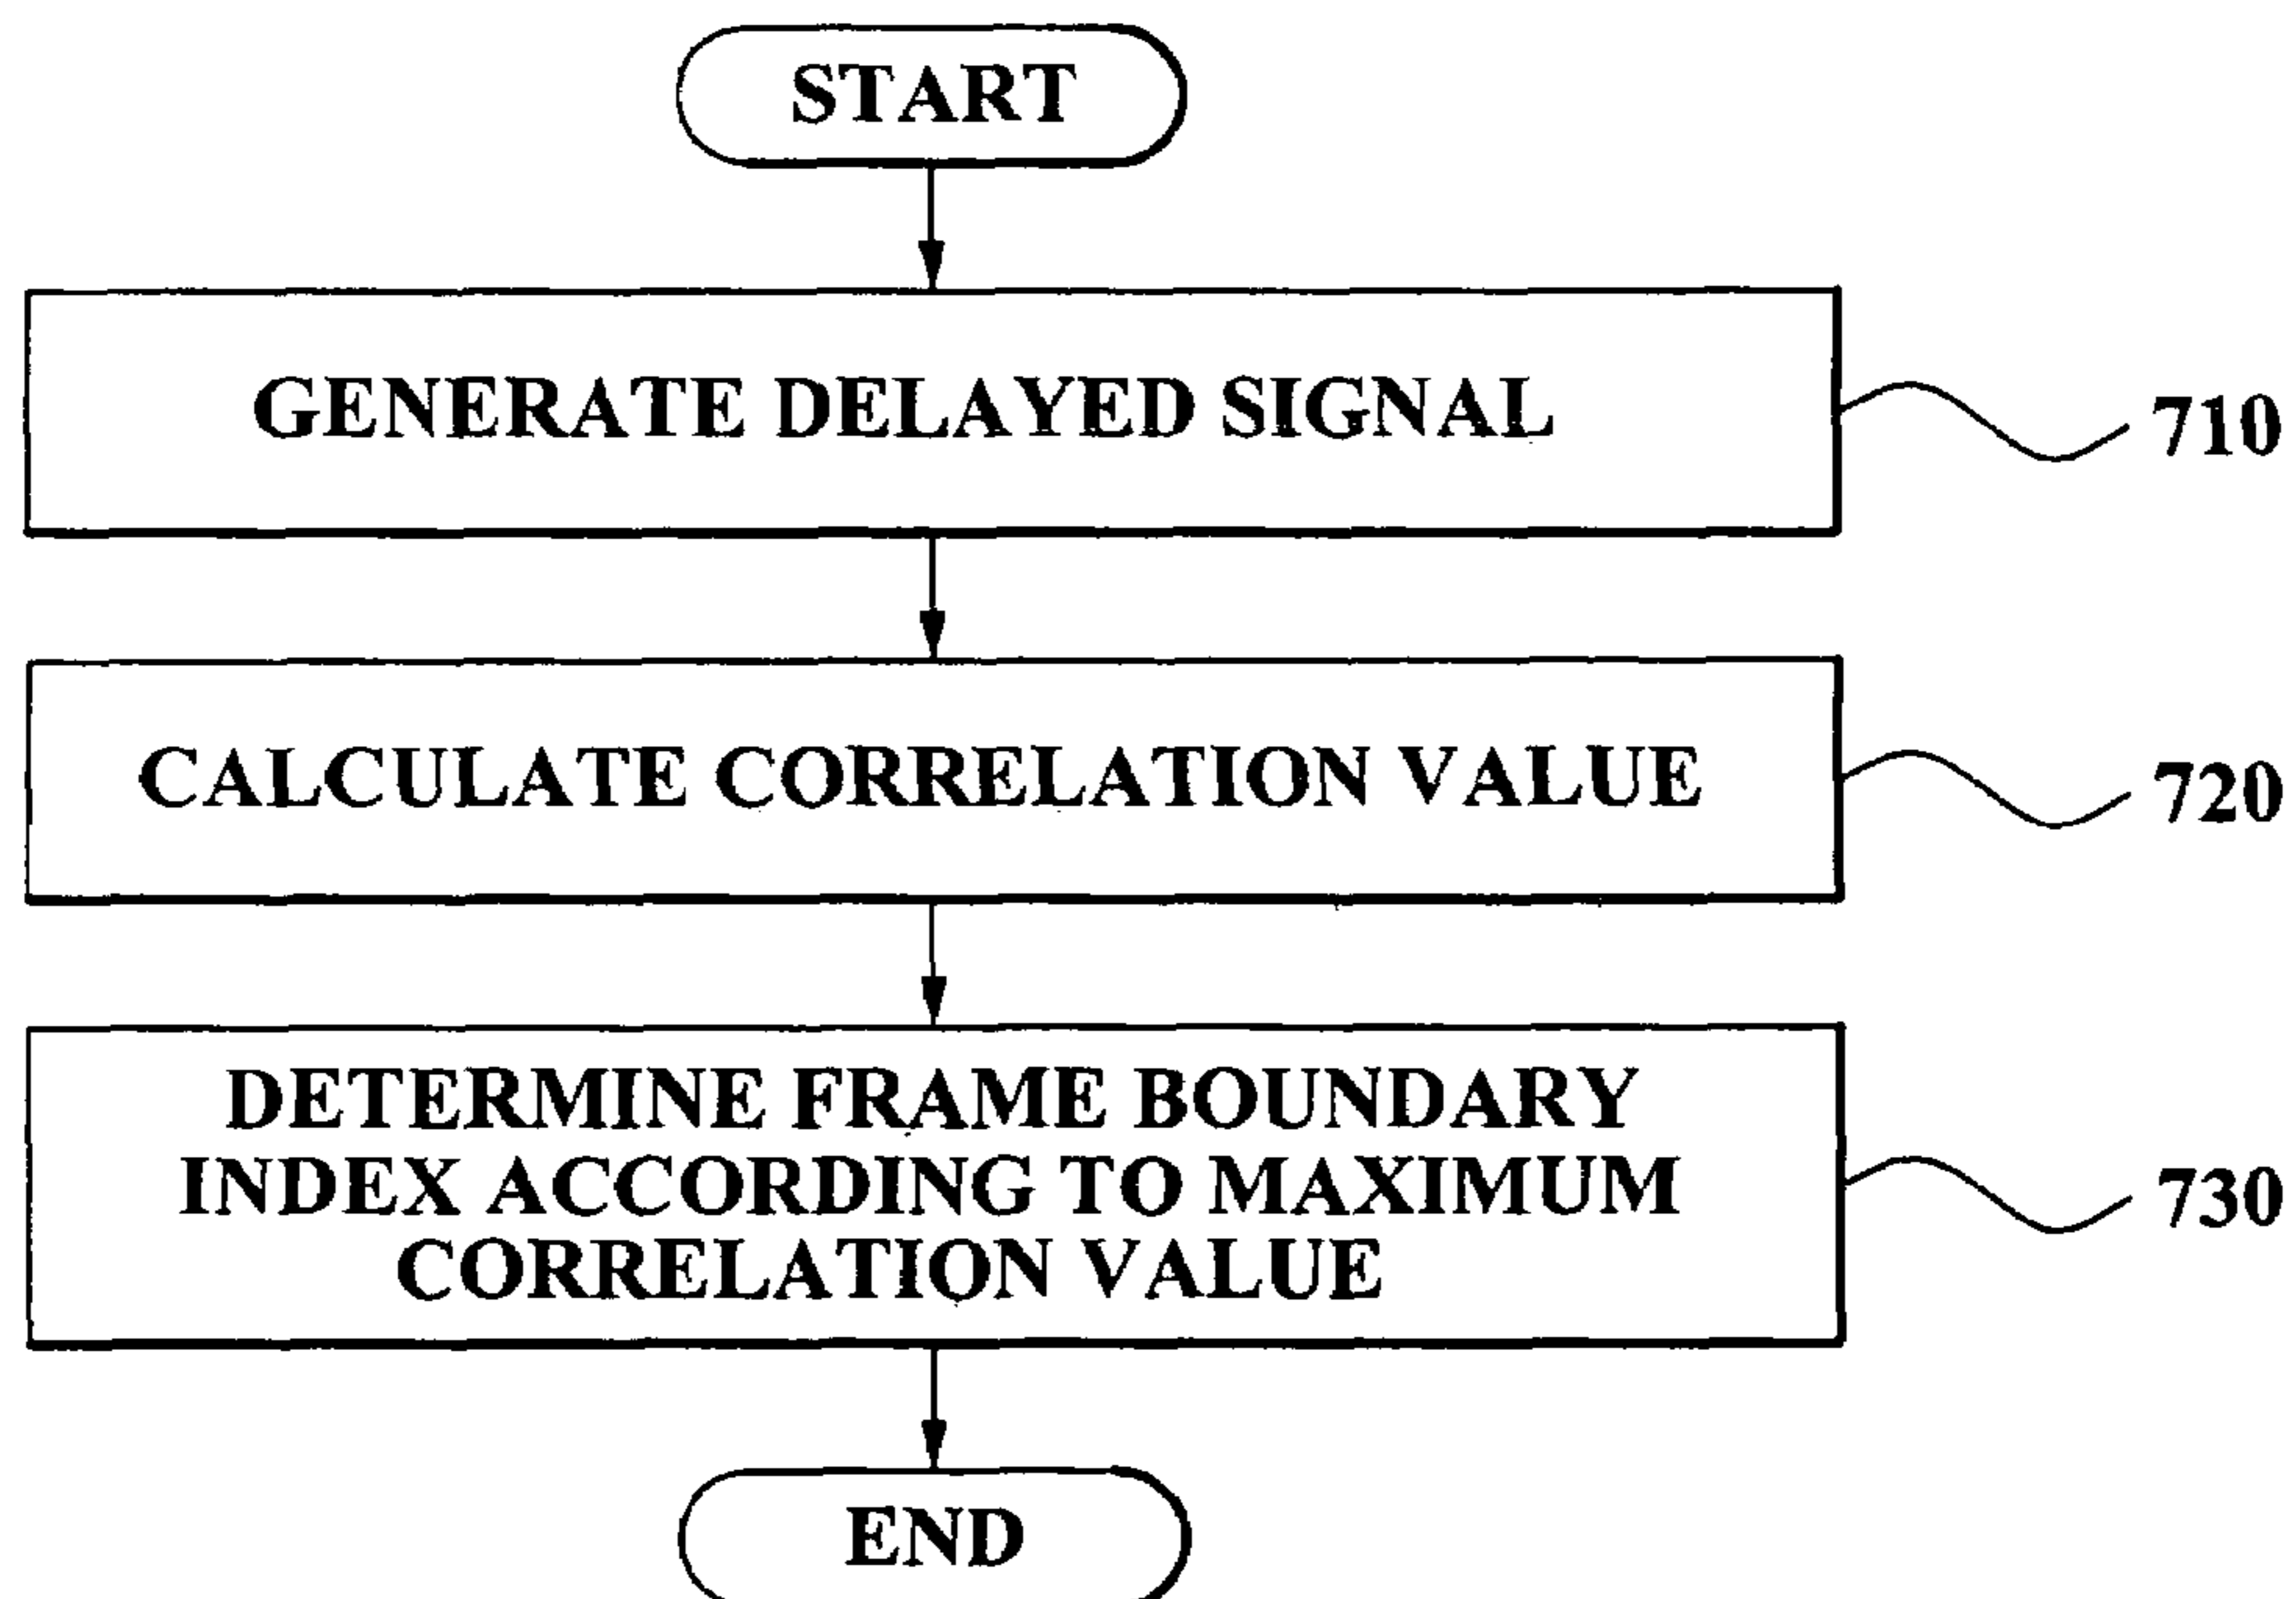 START
GENERATE DELAYED SIGNAL
710
CALCULATE CORRELATION VALUE
720
DETERMINE FRAME BOUNDARY
INDEX ACCORDING TO MAXIMUM
CORRELATION VALUE
730
END